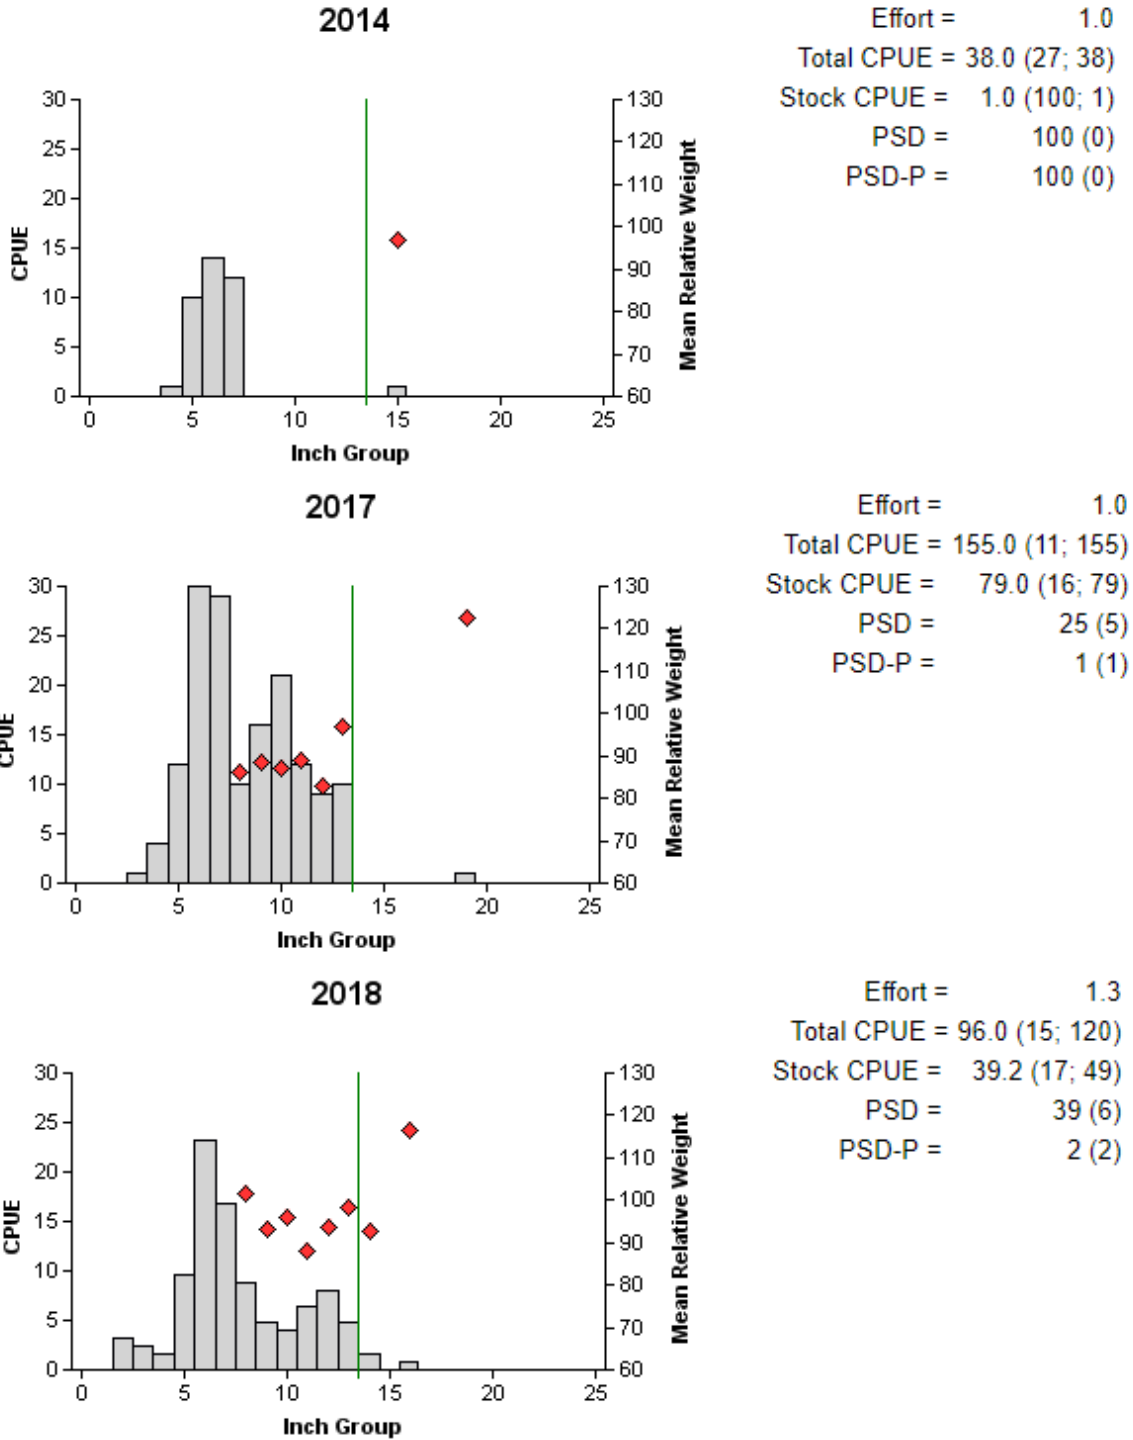 2014
Effort = 1.0
Total CPUE = 38.0 (27; 38)
Stock CPUE = 1.0 (100; 1)
PSD = 100 (0)
PSD-P = 100 (0)
30
25
20
15
10
5
0
CPUE
130
120
110
100
90
80
70
60
Mean Relative Weight
0 5 10 15 20 25
Inch Group
2017
Effort = 1.0
Total CPUE = 155.0 (11; 155)
Stock CPUE = 79.0 (16; 79)
PSD = 25 (5)
PSD-P = 1 (1)
30
25
20
15
10
5
0
CPUE
130
120
110
100
90
80
70
60
Mean Relative Weight
0 5 10 15 20 25
Inch Group
2018
Effort = 1.3
Total CPUE = 96.0 (15; 120)
Stock CPUE = 39.2 (17; 49)
PSD = 39 (6)
PSD-P = 2 (2)
30
25
20
15
10
5
0
CPUE
130
120
110
100
90
80
70
60
Mean Relative Weight
0 5 10 15 20 25
Inch Group